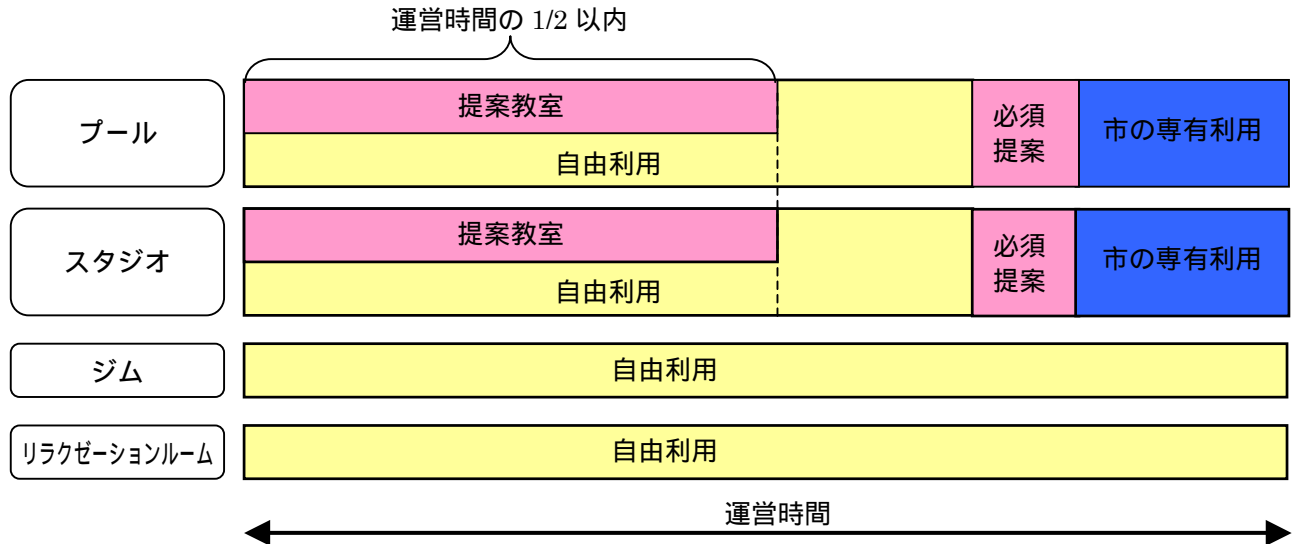 運営時間の 1/2 以内
プール
提案教室
自由利用
必須
提案
市の専有利用
スタジオ
提案教室
自由利用
必須
提案
市の専有利用
ジム
自由利用
リラクゼーションルーム
自由利用
運営時間